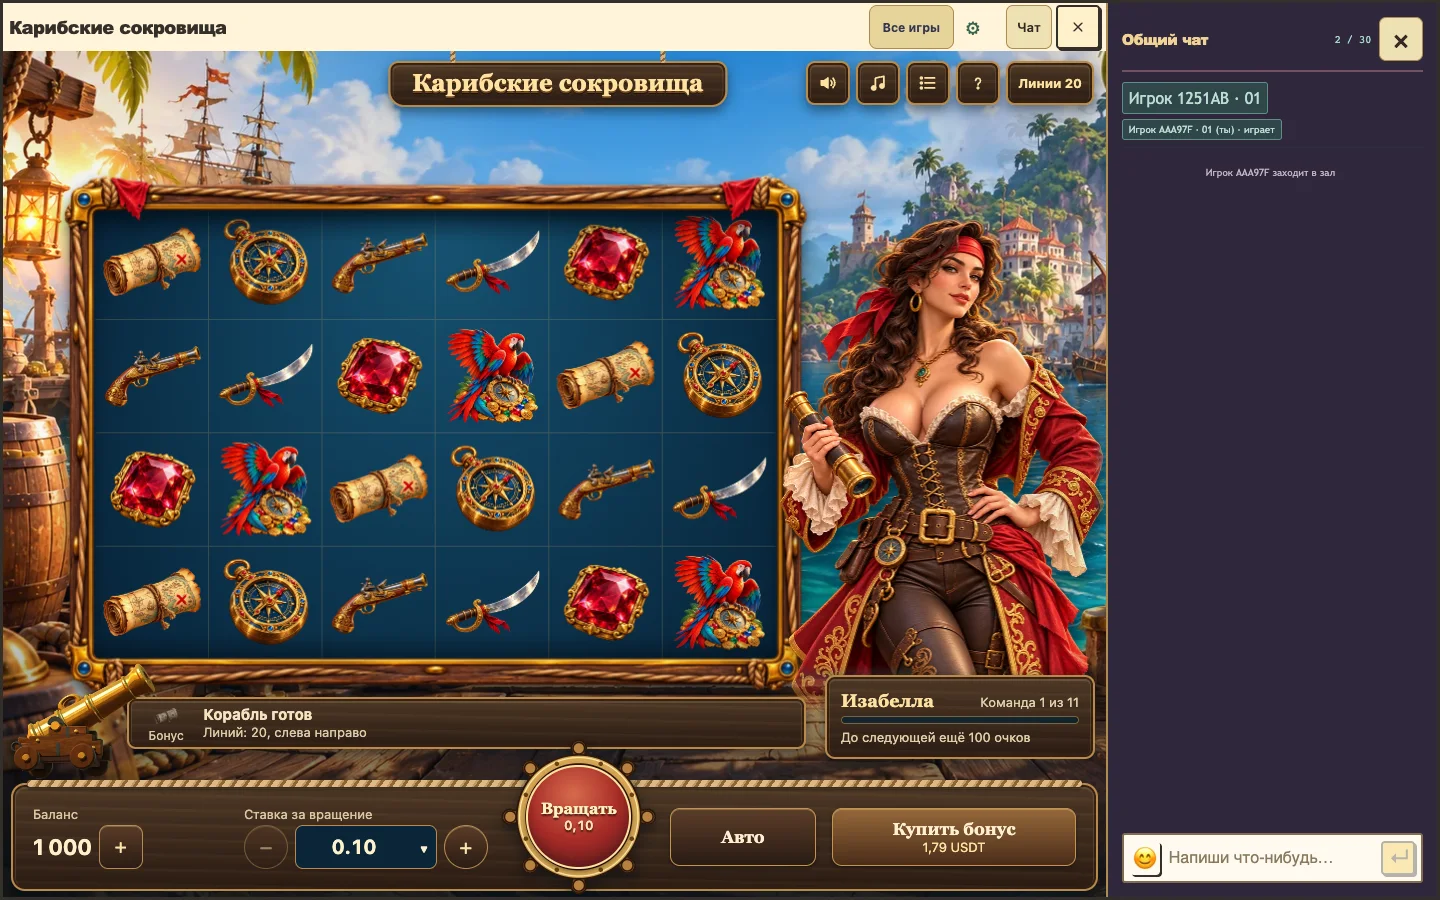 Карибские сокровища
Все игры
Чат
×
Карибские сокровища
?
Линии 20
Корабль готов
Линий: 20, слева направо
Бонус
Изабелла
Команда 1 из 11
До следующей ещё 100 очков
Баланс
1 000
+
Ставка за вращение
−
0.10
+
Вращать
0,10
Авто
Купить бонус
1,79 USDT
Общий чат
2 / 30
×
Игрок 1251AB · 01
Игрок AAA97F · 01 (ты) · играет
Игрок AAA97F заходит в зал
Напиши что-нибудь...